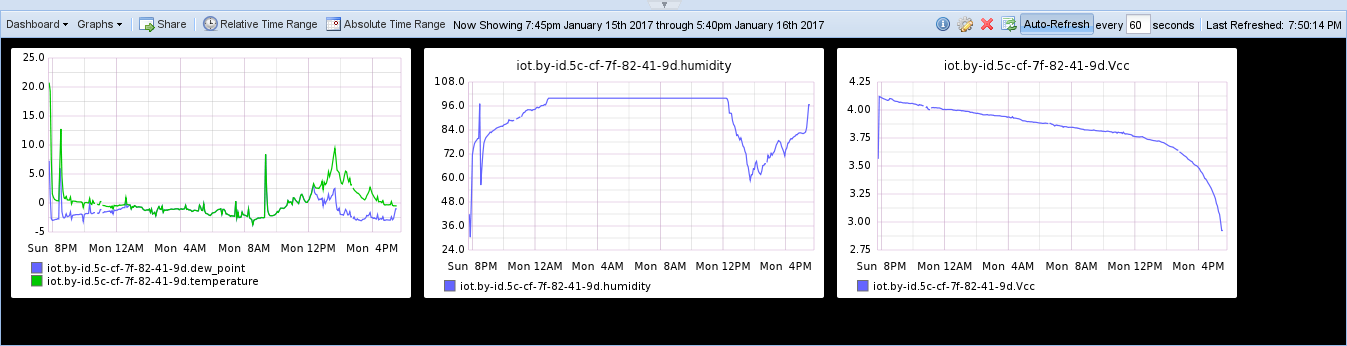 Dashboard Graphs Share Relative Time Range Absolute Time Range Now Showing 7:45pm January 15th 2017 through 5:40pm January 16th 2017 Auto-Refresh every 60 seconds Last Refreshed: 7:50:14 PM
25.0
20.0
15.0
10.0
5.0
0
-5
Sun 8PM Mon 12AM Mon 4AM Mon 8AM Mon 12PM Mon 4PM
iot.by-id.5c-cf-7f-82-41-9d.dew_point
iot.by-id.5c-cf-7f-82-41-9d.temperature
iot.by-id.5c-cf-7f-82-41-9d.humidity
108.0
96.0
84.0
72.0
60.0
48.0
36.0
24.0
Sun 8PM Mon 12AM Mon 4AM Mon 8AM Mon 12PM Mon 4PM
iot.by-id.5c-cf-7f-82-41-9d.humidity
iot.by-id.5c-cf-7f-82-41-9d.Vcc
4.25
4.00
3.75
3.50
3.25
3.00
2.75
Sun 8PM Mon 12AM Mon 4AM Mon 8AM Mon 12PM Mon 4PM
iot.by-id.5c-cf-7f-82-41-9d.Vcc